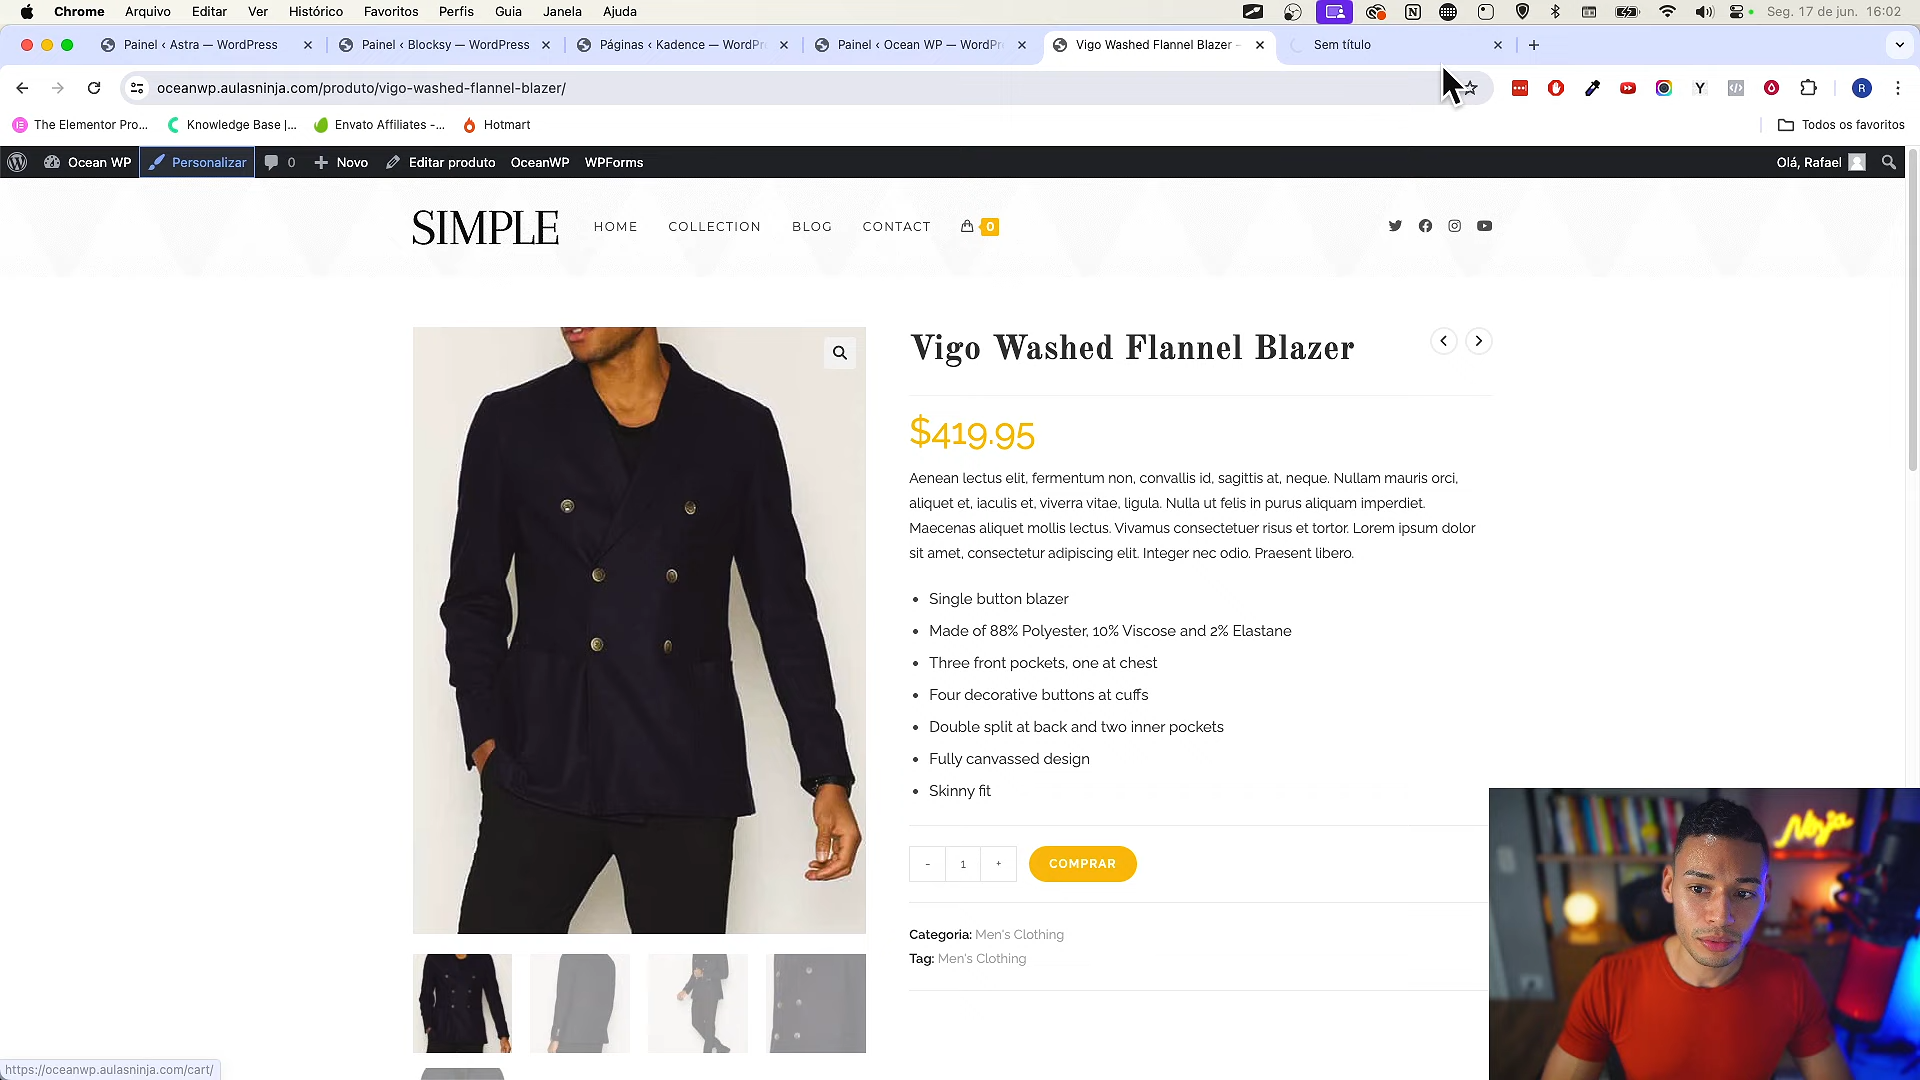 Chrome Arquivo Editar Ver Histórico Favoritos Perfis Guia Janela Ajuda Seg. 17 de jun. 16:02
Painel ‹ Astra — WordPress Painel ‹ Blocksy — WordPress Páginas ‹ Kadence — WordPr Painel ‹ Ocean WP — WordPr Vigo Washed Flannel Blazer – Sem título
oceanwp.aulasninja.com/produto/vigo-washed-flannel-blazer/
The Elementor Pro... Knowledge Base |... Envato Affiliates -... Hotmart Todos os favoritos
Ocean WP Personalizar 0 Novo Editar produto OceanWP WPForms Olá, Rafael
SIMPLE HOME COLLECTION BLOG CONTACT 0
Vigo Washed Flannel Blazer
$419.95
Aenean lectus elit, fermentum non, convallis id, sagittis at, neque. Nullam mauris orci,
aliquet et, iaculis et, viverra vitae, ligula. Nulla ut felis in purus aliquam imperdiet.
Maecenas aliquet mollis lectus. Vivamus consectetuer risus et tortor. Lorem ipsum dolor
sit amet, consectetur adipiscing elit. Integer nec odio. Praesent libero.
Single button blazer
Made of 88% Polyester, 10% Viscose and 2% Elastane
Three front pockets, one at chest
Four decorative buttons at cuffs
Double split at back and two inner pockets
Fully canvassed design
Skinny fit
- 1 + COMPRAR
Categoria: Men's Clothing
Tag: Men's Clothing
Ninja
https://oceanwp.aulasninja.com/cart/